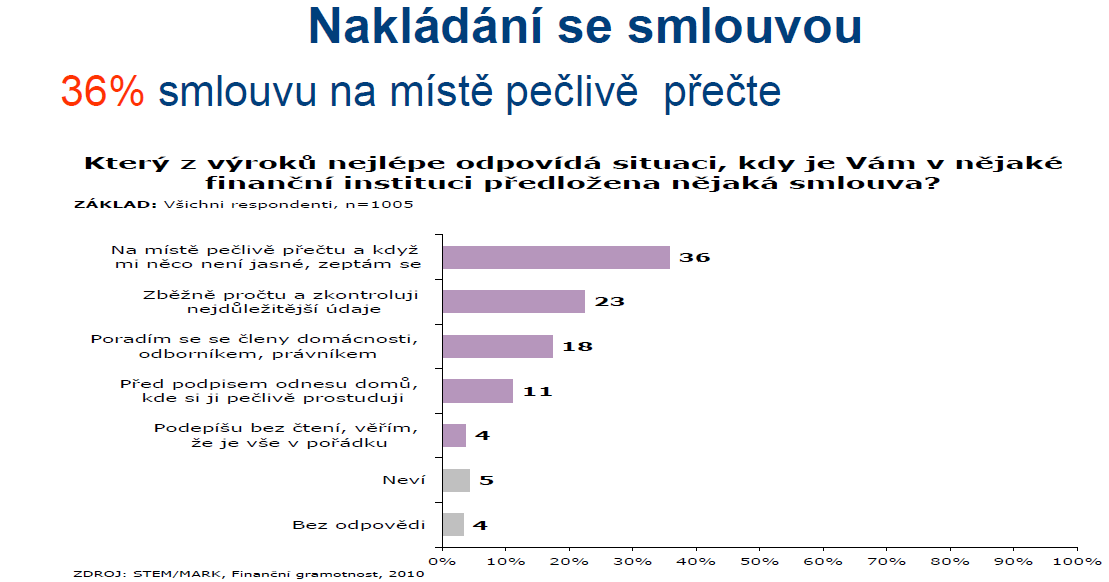 Nakládání se smlouvou
36% smlouvu na místě pečlivě přečte
Který z výroků nejlépe odpovídá situaci, kdy je Vám v nějaké
finanční instituci předložena nějaká smlouva?
ZÁKLAD: Všichni respondenti, n=1005
Na místě pečlivě přečtu a když
mi něco není jasné, zeptám se
36
Zběžně pročtu a zkontroluji
nejdůležitější údaje
23
Poradím se se členy domácnosti,
odborníkem, právníkem
18
Před podpisem odnesu domů,
kde si ji pečlivě prostuduji
11
Podepíšu bez čtení, věřím,
že je vše v pořádku
4
Neví
5
Bez odpovědi
4
0% 10% 20% 30% 40% 50% 60% 70% 80% 90% 100%
ZDROJ: STEM/MARK, Finanční gramotnost, 2010